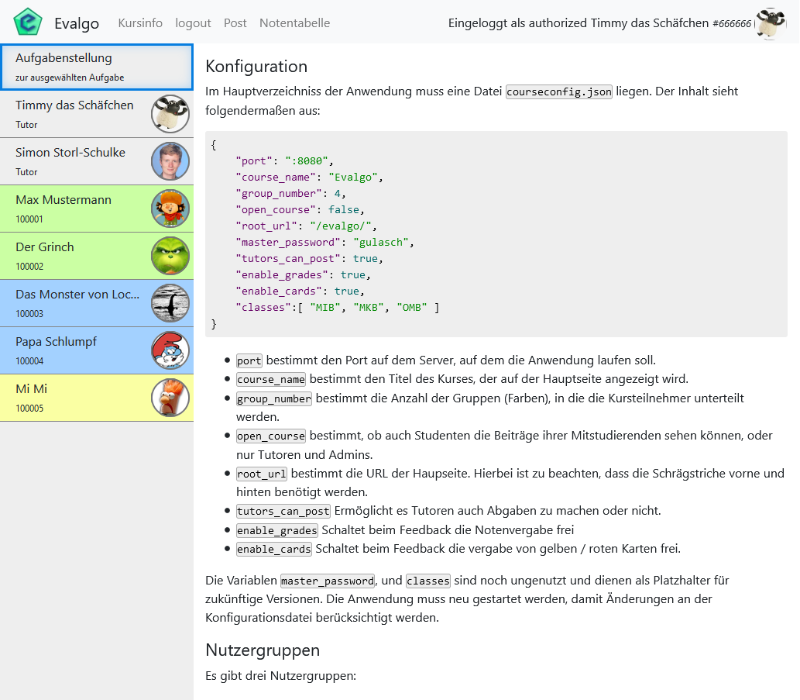 Evalgo Kursinfo logout Post Notentabelle Eingeloggt als authorized Timmy das Schäfchen #666666
Aufgabenstellung
zur ausgewählten Aufgabe
Timmy das Schäfchen
Tutor
Simon Storl-Schulke
Tutor
Max Mustermann
100001
Der Grinch
100002
Das Monster von Loc...
100003
Papa Schlumpf
100004
Mi Mi
100005
Konfiguration
Im Hauptverzeichniss der Anwendung muss eine Datei courseconfig.json liegen. Der Inhalt sieht
folgendermaßen aus:
{
"port": ":8080",
"course_name": "Evalgo",
"group_number": 4,
"open_course": false,
"root_url": "/evalgo/",
"master_password": "gulasch",
"tutors_can_post": true,
"enable_grades": true,
"enable_cards": true,
"classes":[ "MIB", "MKB", "OMB" ]
}
• port bestimmt den Port auf dem Server, auf dem die Anwendung laufen soll.
• course_name bestimmt den Titel des Kurses, der auf der Hauptseite angezeigt wird.
• group_number bestimmt die Anzahl der Gruppen (Farben), in die die Kursteilnehmer unterteilt
werden.
• open_course bestimmt, ob auch Studenten die Beiträge ihrer Mitstudierenden sehen können, oder
nur Tutoren und Admins.
• root_url bestimmt die URL der Haupseite. Hierbei ist zu beachten, dass die Schrägstriche vorne und
hinten benötigt werden.
• tutors_can_post Ermöglicht es Tutoren auch Abgaben zu machen oder nicht.
• enable_grades Schaltet beim Feedback die Notenvergabe frei
• enable_cards Schaltet beim Feedback die vergabe von gelben / roten Karten frei.
Die Variablen master_password, und classes sind noch ungenutzt und dienen als Platzhalter für
zukünftige Versionen. Die Anwendung muss neu gestartet werden, damit Änderungen an der
Konfigurationsdatei berücksichtigt werden.
Nutzergruppen
Es gibt drei Nutzergruppen: